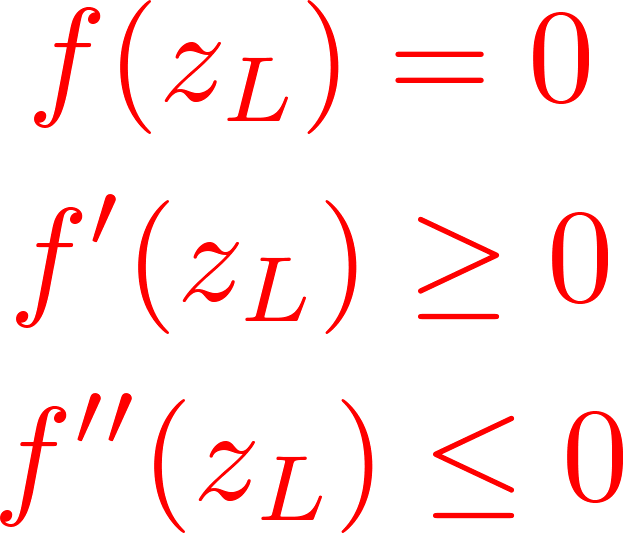 f(z_L) = 0
f′(z_L) ≥ 0
f″(z_L) ≤ 0